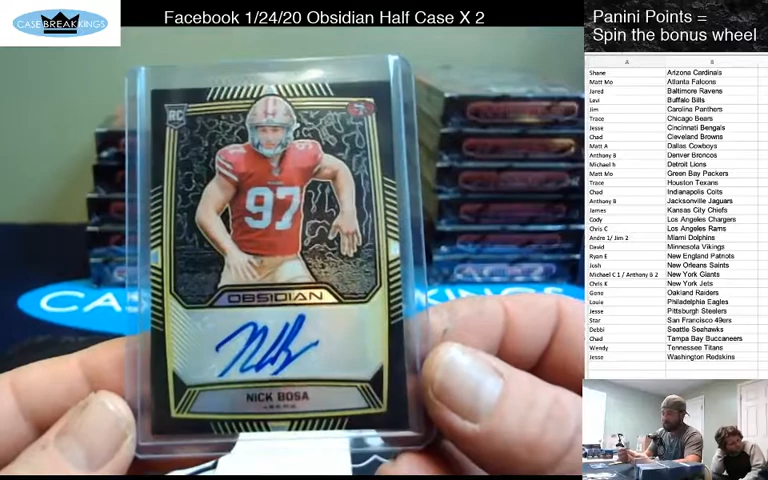 Facebook 1/24/20 Obsidian Half Case X 2
CASE BREAK KINGS
Panini Points =
Spin the bonus wheel
RC
97
OBSIDIAN
NICK BOSA
CAS
KINGS
A B
Shane Arizona Cardinals
Matt Mo Atlanta Falcons
Jared Baltimore Ravens
Levi Buffalo Bills
Jim Carolina Panthers
Trace Chicago Bears
Jesse Cincinnati Bengals
Chad Cleveland Browns
Matt A Dallas Cowboys
Anthony B Denver Broncos
Michael h Detroit Lions
Matt Mo Green Bay Packers
Trace Houston Texans
Chad Indianapolis Colts
Anthony B Jacksonville Jaguars
James Kansas City Chiefs
Cody Los Angeles Chargers
Chris C Los Angeles Rams
Andre 1/ Jim 2 Miami Dolphins
David Minnesota Vikings
Ryan E New England Patriots
Josh New Orleans Saints
Michael C 1 / Anthony B 2 New York Giants
Chris K New York Jets
Gene Oakland Raiders
Louie Philadelphia Eagles
Jesse Pittsburgh Steelers
Star San Francisco 49ers
Debbi Seattle Seahawks
Chad Tampa Bay Buccaneers
Wendy Tennessee Titans
Jesse Washington Redskins